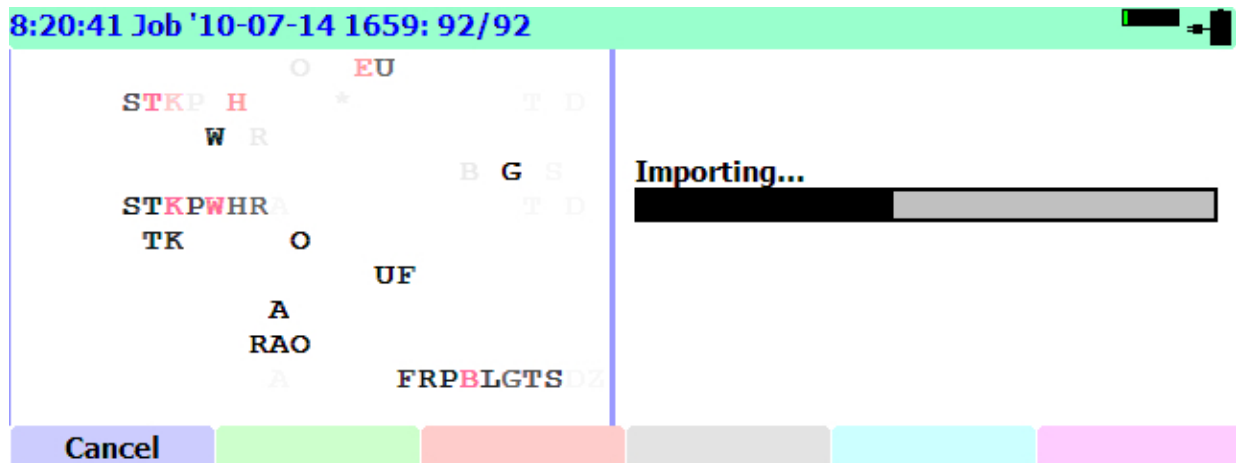 8:20:41 Job '10-07-14 1659: 92/92
O EU
STKP H * T D
W R
B G S
STKPWHRA T D
TK O
UF
A
RAO
A FRPBLGTSDZ
Importing...
Cancel